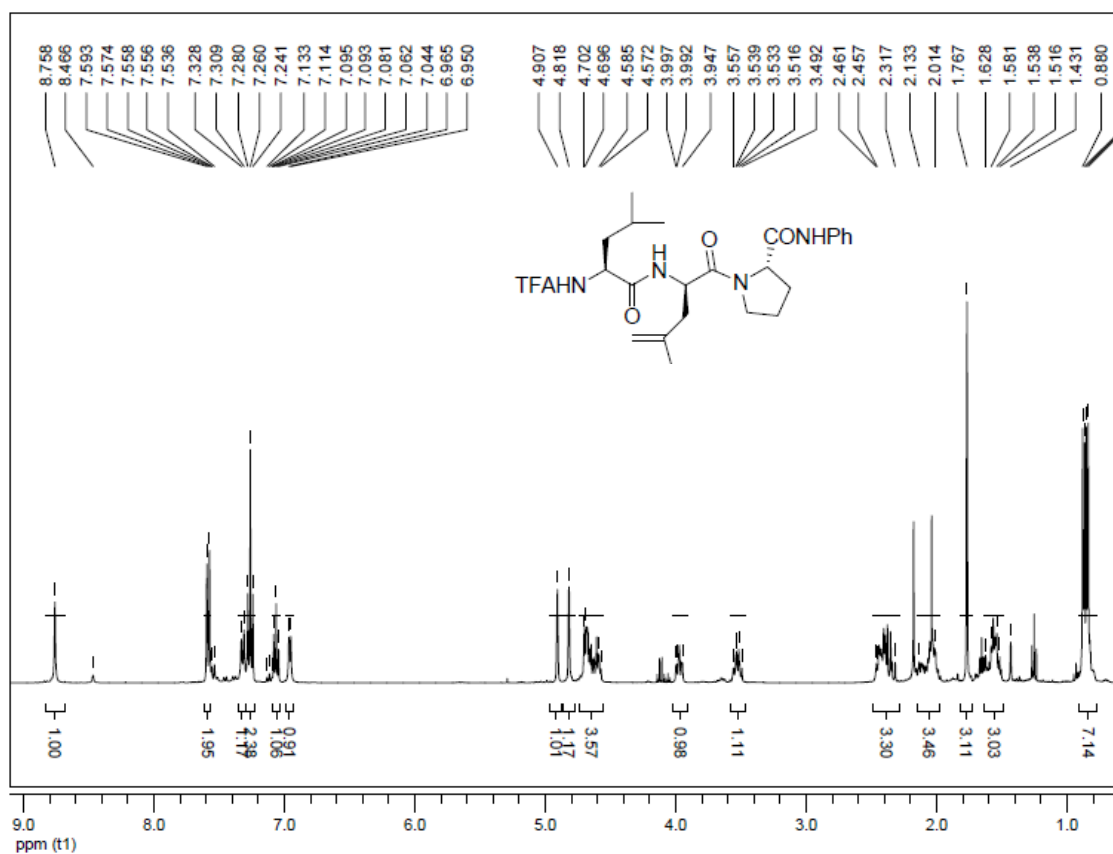 8.758 8.466 7.593 7.574 7.558 7.556 7.536 7.328 7.309 7.280 7.260 7.241 7.133 7.114 7.095 7.093 7.081 7.062 7.044 6.965 6.950 4.907 4.818 4.702 4.696 4.585 4.572 3.997 3.992 3.947 3.557 3.539 3.533 3.516 3.492 2.461 2.457 2.317 2.133 2.014 1.767 1.628 1.581 1.538 1.516 1.431 0.880
O CONHPh
H
N
N
TFAHN
O
1.00 1.95 1.17 2.38 1.06 0.91 1.01 1.17 3.57 0.98 1.11 3.30 3.46 3.11 3.03 7.14
9.0 8.0 7.0 6.0 5.0 4.0 3.0 2.0 1.0
ppm (t1)